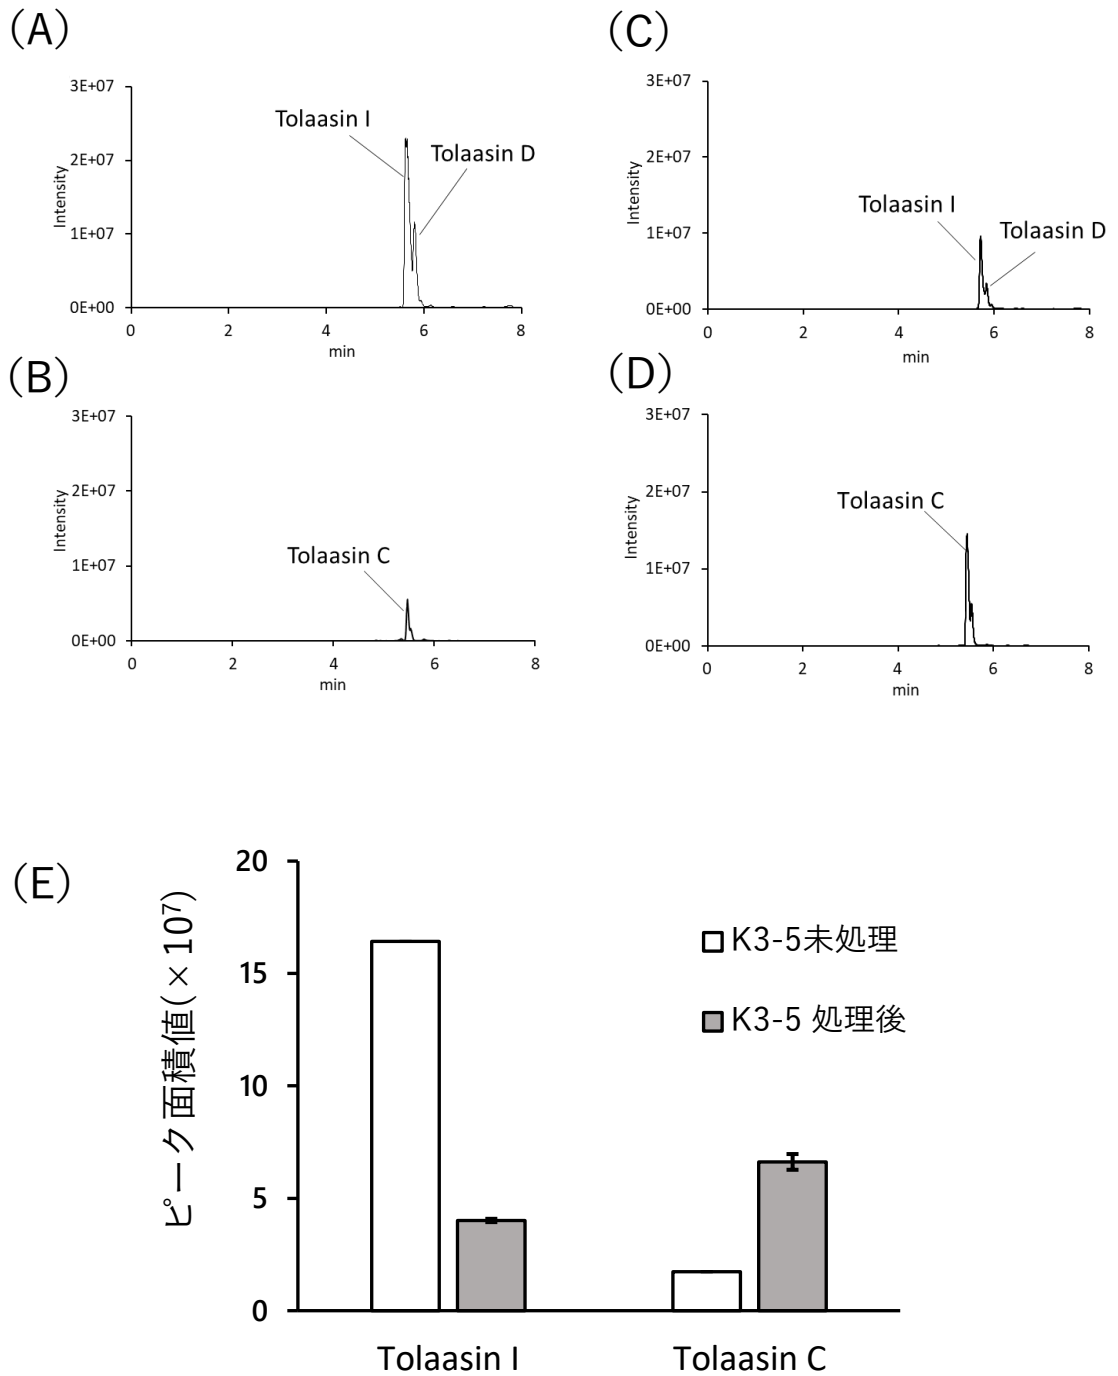 (A)
3E+07
2E+07
1E+07
0E+00
Intensity
Tolaasin I
Tolaasin D
0 2 4 6 8
min
(B)
3E+07
2E+07
1E+07
0E+00
Intensity
Tolaasin C
0 2 4 6 8
min
(C)
3E+07
2E+07
1E+07
0E+00
Intensity
Tolaasin I
Tolaasin D
0 2 4 6 8
min
(D)
3E+07
2E+07
1E+07
0E+00
Intensity
Tolaasin C
0 2 4 6 8
min
(E)
ピーク面積値(×10⁷)
20
15
10
5
0
K3-5未処理
K3-5 処理後
Tolaasin I Tolaasin C